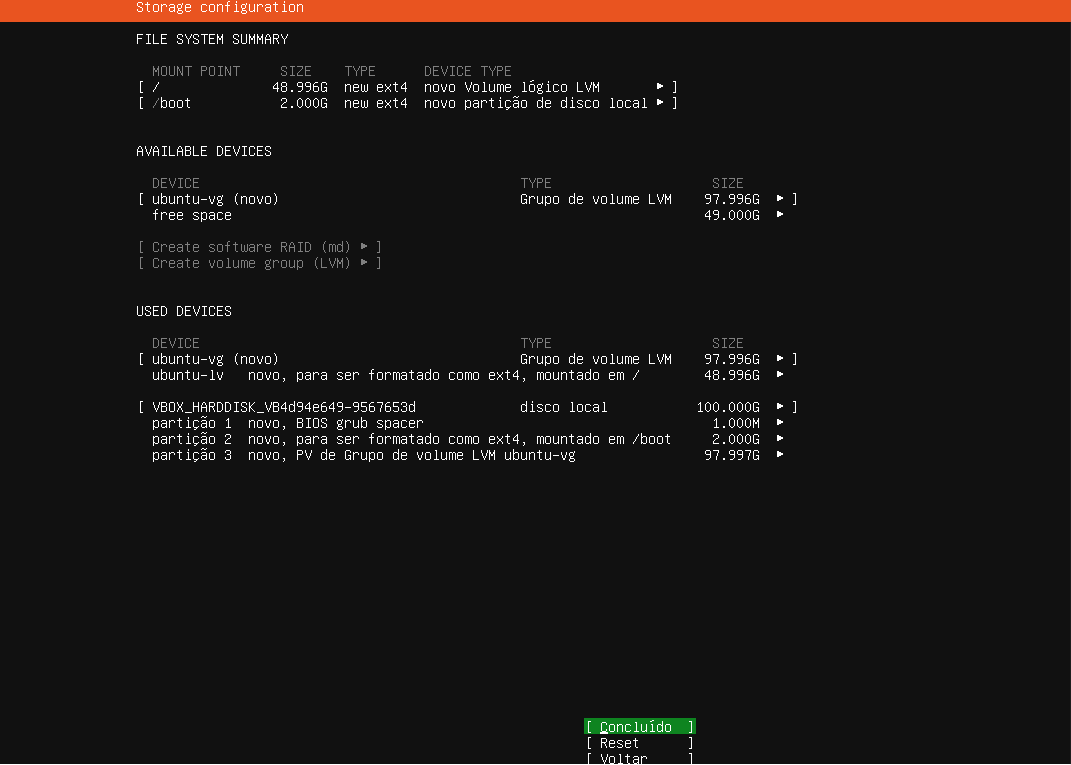 Storage configuration
FILE SYSTEM SUMMARY
MOUNT POINT     SIZE    TYPE      DEVICE TYPE
[ /              48.996G  new ext4  novo Volume lógico LVM       ▸ ]
[ /boot           2.000G  new ext4  novo partição de disco local ▸ ]
AVAILABLE DEVICES
DEVICE                                        TYPE                    SIZE
[ ubuntu-vg (novo)                              Grupo de volume LVM    97.996G  ▸ ]
free space                                                           49.000G  ▸
[ Create software RAID (md) ▸ ]
[ Create volume group (LVM) ▸ ]
USED DEVICES
DEVICE                                        TYPE                    SIZE
[ ubuntu-vg (novo)                              Grupo de volume LVM    97.996G  ▸ ]
ubuntu-lv   novo, para ser formatado como ext4, mountado em /        48.996G  ▸
[ VBOX_HARDDISK_VB4d94e649-9567653d             disco local           100.000G  ▸ ]
partição 1  novo, BIOS grub spacer                                    1.000M  ▸
partição 2  novo, para ser formatado como ext4, mountado em /boot     2.000G  ▸
partição 3  novo, PV de Grupo de volume LVM ubuntu-vg                97.997G  ▸
[ Concluído  ]
[ Reset      ]
[ Voltar     ]